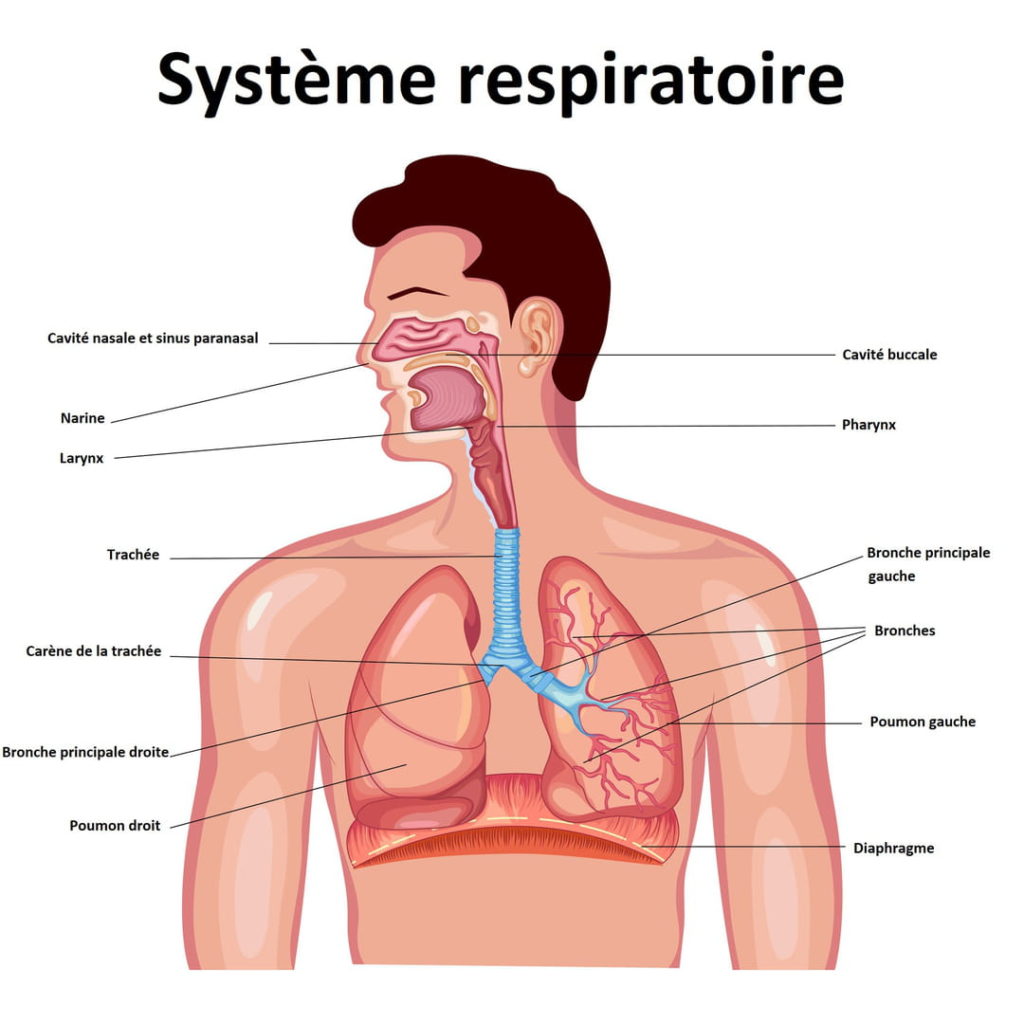 Système respiratoire
Cavité nasale et sinus paranasal
Cavité buccale
Narine
Pharynx
Larynx
Trachée
Bronche principale
gauche
Bronches
Carène de la trachée
Poumon gauche
Bronche principale droite
Poumon droit
Diaphragme